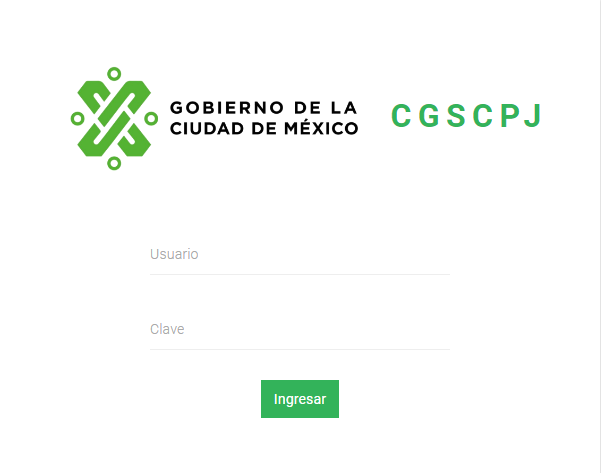 GOBIERNO DE LA
CIUDAD DE MÉXICO
CGSCPJ
Usuario
Clave
Ingresar